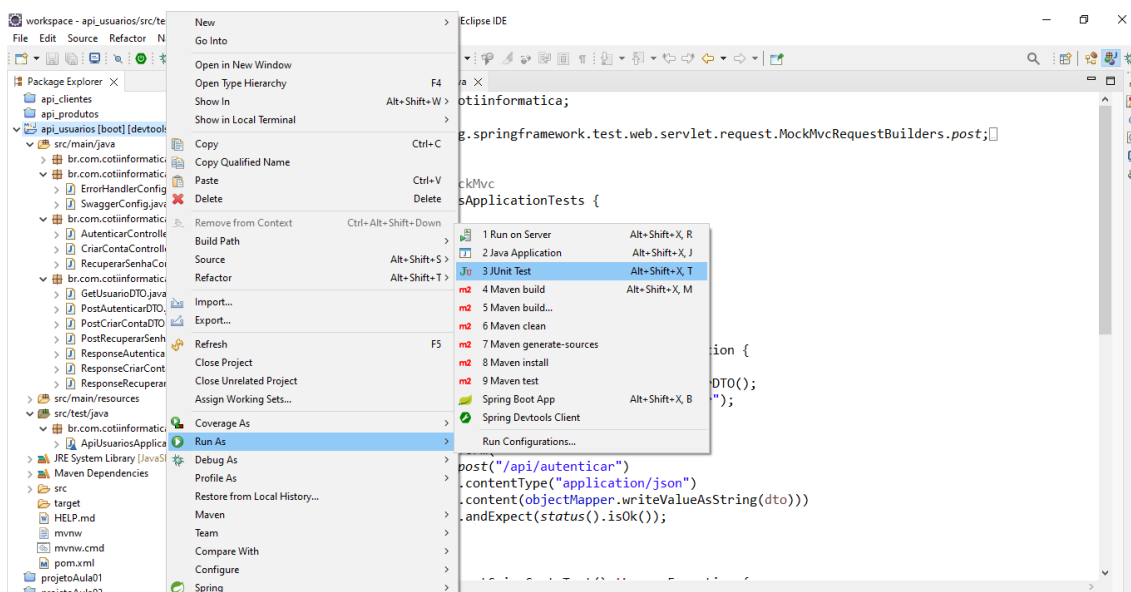 workspace - api_usuarios/src/te
Eclipse IDE
File Edit Source Refactor N
Package Explorer
api_clientes
api_produtos
api_usuarios [boot] [devtools
src/main/java
br.com.cotiinformatica
br.com.cotiinformatica
ErrorHandlerConfig
SwaggerConfig.java
br.com.cotiinformatica
AutenticarControlle
CriarContaControlle
RecuperarSenhaCon
br.com.cotiinformatica
GetUsuarioDTO.java
PostAutenticarDTO.
PostCriarContaDTO
PostRecuperarSenh
ResponseAutentica
ResponseCriarCont
ResponseRecuperar
src/main/resources
src/test/java
br.com.cotiinformatica
ApiUsuariosApplica
JRE System Library [JavaSE
Maven Dependencies
src
target
HELP.md
mvnw
mvnw.cmd
pom.xml
projetoAula01
New
Go Into
Open in New Window
Open Type Hierarchy F4
Show In Alt+Shift+W >
Show in Local Terminal
Copy Ctrl+C
Copy Qualified Name
Paste Ctrl+V
Delete Delete
Remove from Context Ctrl+Alt+Shift+Down
Build Path
Source Alt+Shift+S >
Refactor Alt+Shift+T >
Import...
Export...
Refresh F5
Close Project
Close Unrelated Project
Assign Working Sets...
Coverage As
Run As
Debug As
Profile As
Restore from Local History...
Maven
Team
Compare With
Configure
Spring
1 Run on Server Alt+Shift+X, R
2 Java Application Alt+Shift+X, J
3 JUnit Test Alt+Shift+X, T
4 Maven build Alt+Shift+X, M
5 Maven build...
6 Maven clean
7 Maven generate-sources
8 Maven install
9 Maven test
Spring Boot App Alt+Shift+X, B
Spring Devtools Client
Run Configurations...
va
otiinformatica;
g.springframework.test.web.servlet.request.MockMvcRequestBuilders.post;
ckMvc
sApplicationTests {
tion {
DTO();
");
post("/api/autenticar")
.contentType("application/json")
.content(objectMapper.writeValueAsString(dto)))
.andExpect(status().isOk());